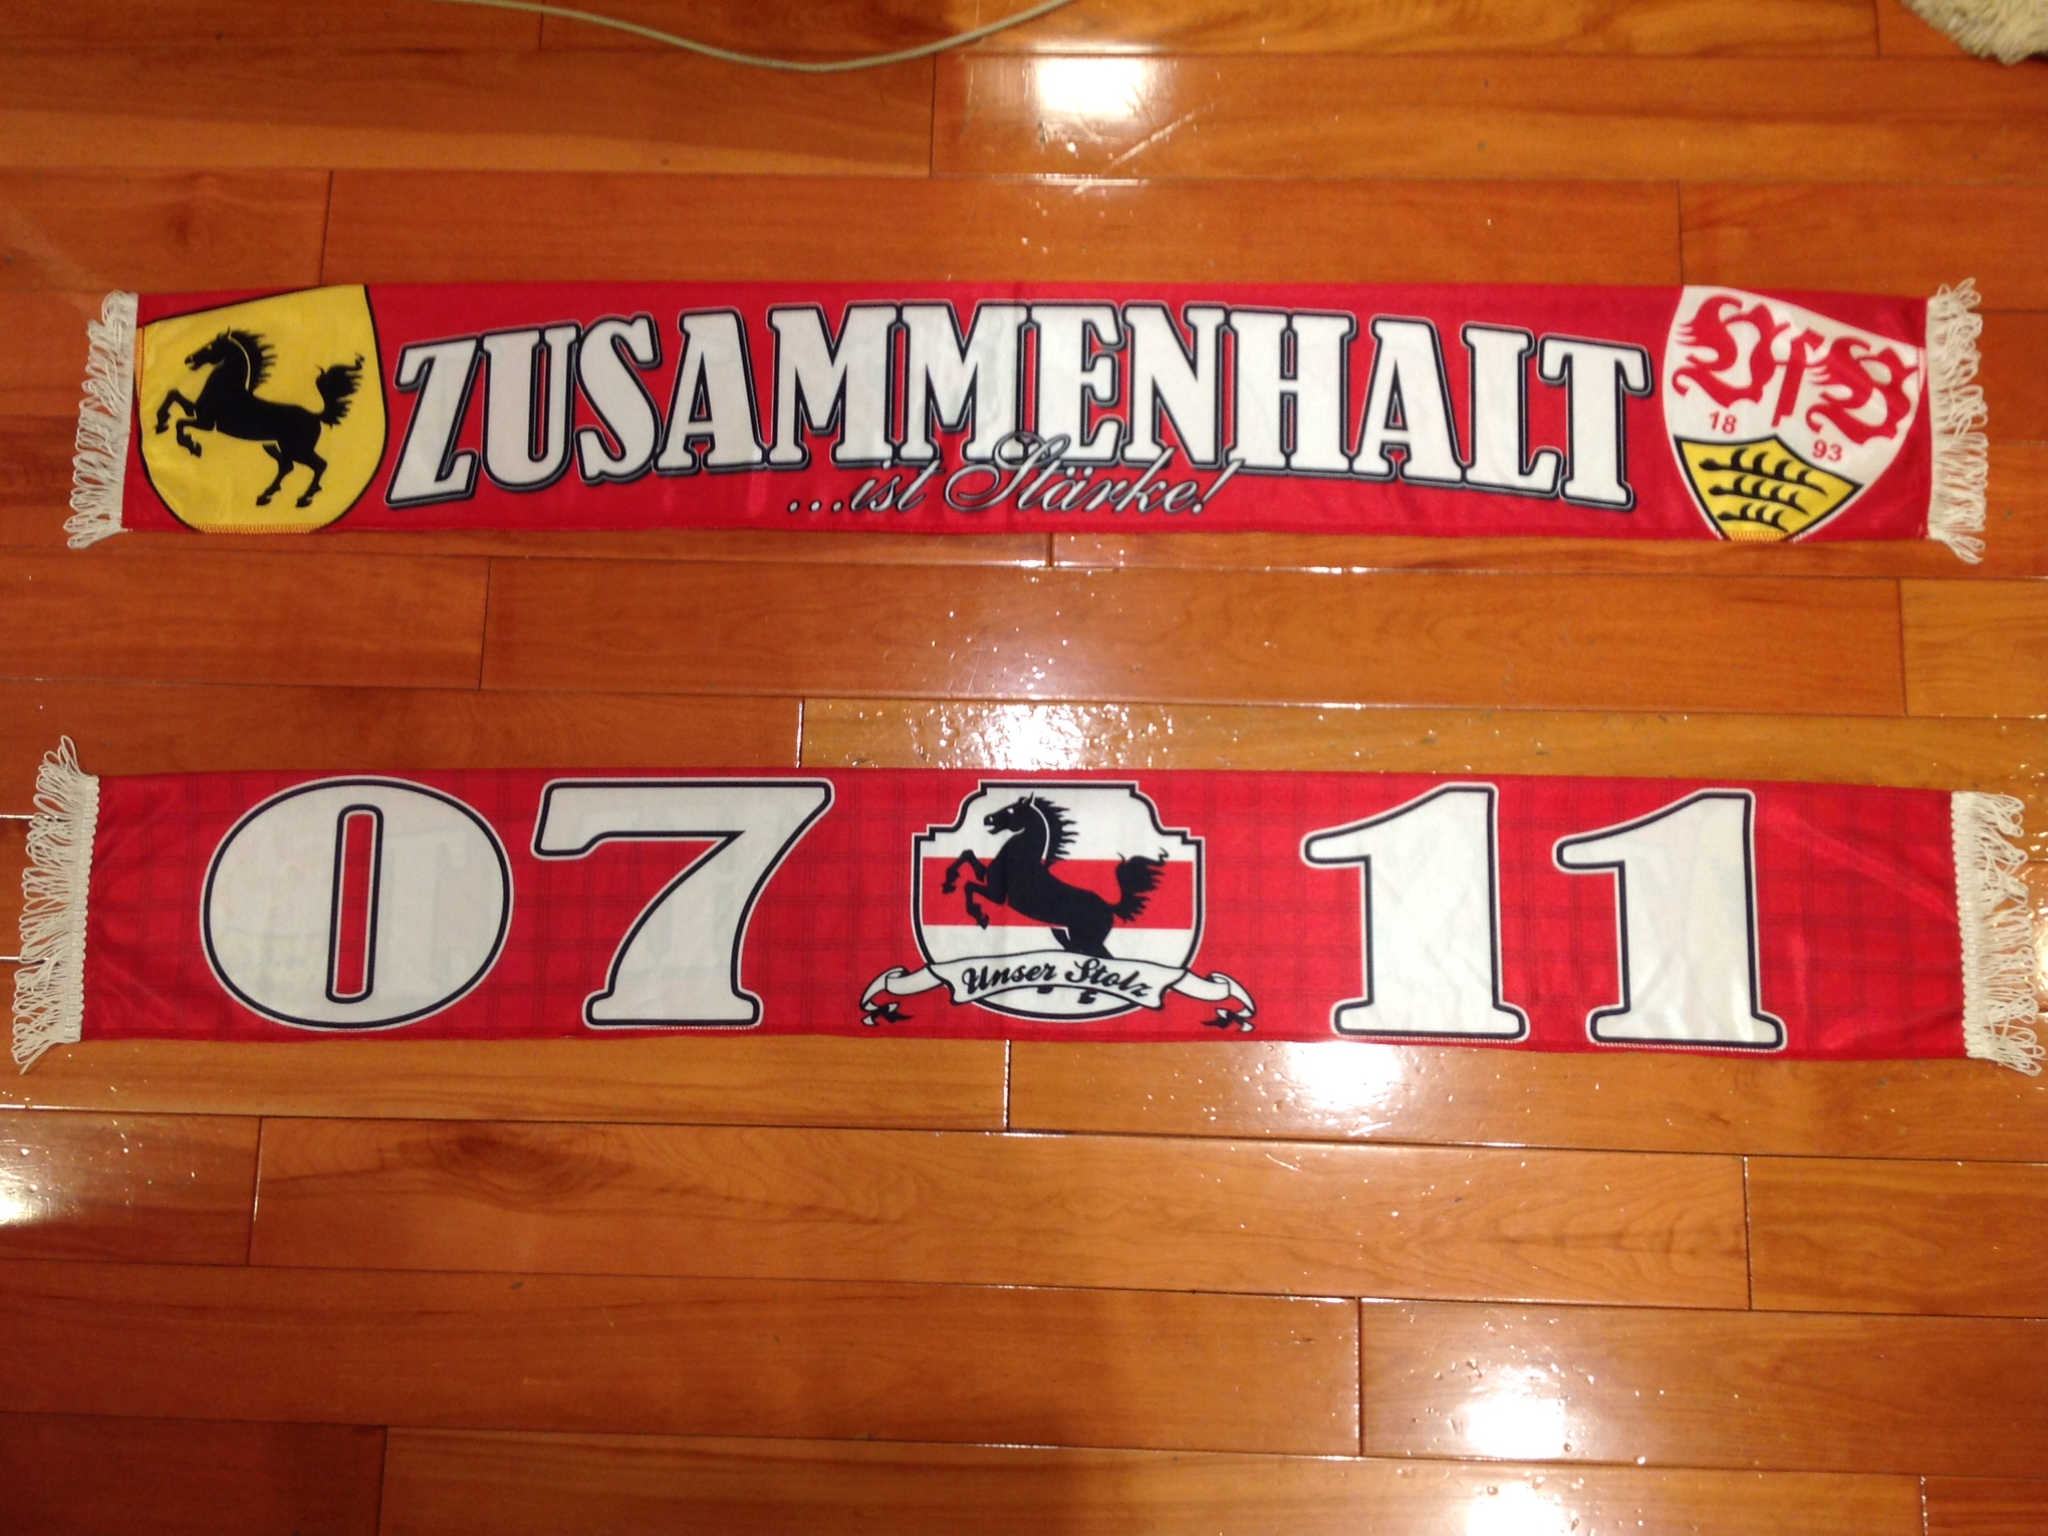 ZUSAMMENHALT
...ist Stärke!
VfB
18 93
07 11
Unser Stolz